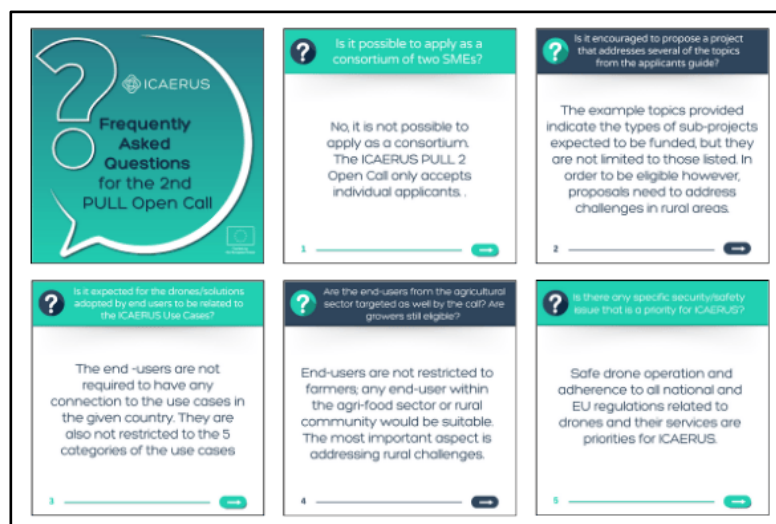 ICAERUS
Frequently
Asked
Questions
for the 2nd
PULL Open Call
Is it possible to apply as a
consortium of two SMEs?
No, it is not possible to
apply as a consortium.
The ICAERUS PULL 2
Open Call only accepts
individual applicants. .
1
Is it encouraged to propose a project
that addresses several of the topics
from the applicants guide?
The example topics provided
indicate the types of sub-projects
expected to be funded, but they
are not limited to those listed. In
order to be eligible however,
proposals need to address
challenges in rural areas.
2
Is it expected for the drones/solutions
adopted by end users to be related to
the ICAERUS Use Cases?
The end -users are not
required to have any
connection to the use cases in
the given country. They are
also not restricted to the 5
categories of the use cases
3
Are the end-users from the agricultural
sector targeted as well by the call? Are
growers still eligible?
End-users are not restricted to
farmers; any end-user within
the agri-food sector or rural
community would be suitable.
The most important aspect is
addressing rural challenges.
4
Is there any specific security/safety
issue that is a priority for ICAERUS?
Safe drone operation and
adherence to all national and
EU regulations related to
drones and their services are
priorities for ICAERUS.
5